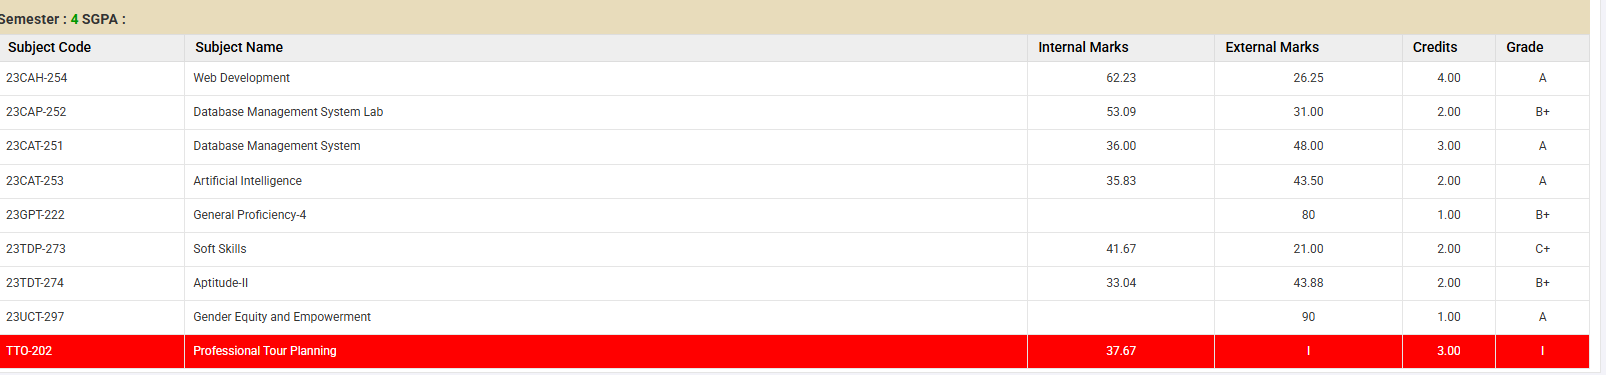 Semester : 4 SGPA :
Subject Code Subject Name Internal Marks External Marks Credits Grade
23CAH-254 Web Development 62.23 26.25 4.00 A
23CAP-252 Database Management System Lab 53.09 31.00 2.00 B+
23CAT-251 Database Management System 36.00 48.00 3.00 A
23CAT-253 Artificial Intelligence 35.83 43.50 2.00 A
23GPT-222 General Proficiency-4 80 1.00 B+
23TDP-273 Soft Skills 41.67 21.00 2.00 C+
23TDT-274 Aptitude-II 33.04 43.88 2.00 B+
23UCT-297 Gender Equity and Empowerment 90 1.00 A
TTO-202 Professional Tour Planning 37.67 I 3.00 I